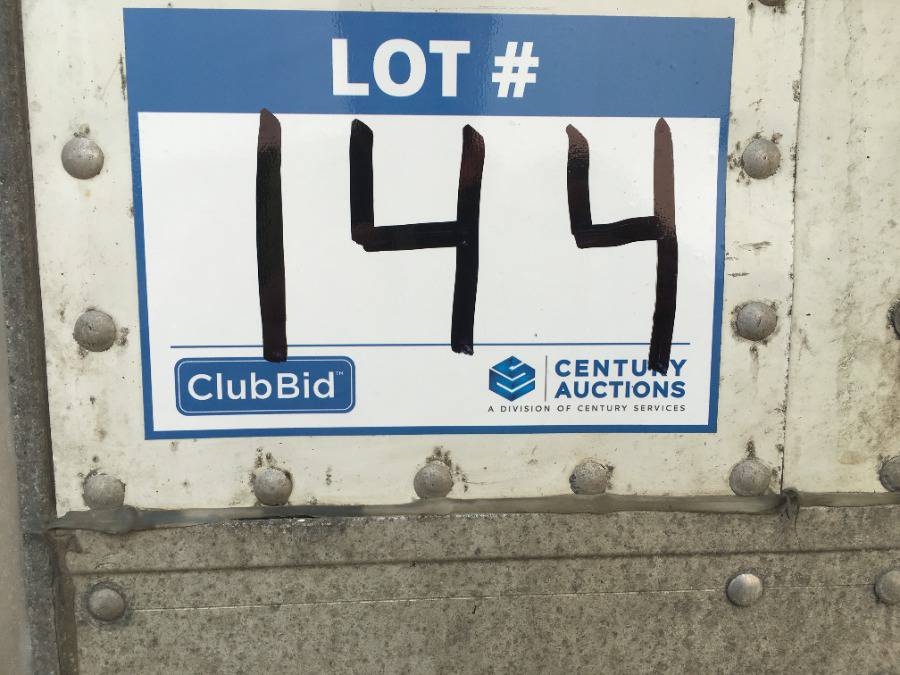 LOT #
144
ClubBid™
CENTURY
AUCTIONS
A DIVISION OF CENTURY SERVICES